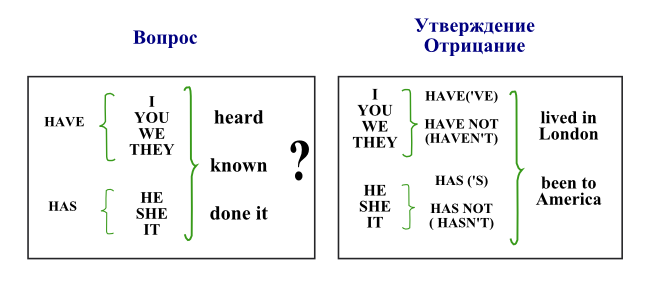 Вопрос
HAVE
I
YOU
WE
THEY
HAS
HE
SHE
IT
heard
known
done it
?
Утверждение
Отрицание
I
YOU
WE
THEY
HAVE('VE)
HAVE NOT
(HAVEN'T)
HE
SHE
IT
HAS ('S)
HAS NOT
( HASN'T)
lived in
London
been to
America